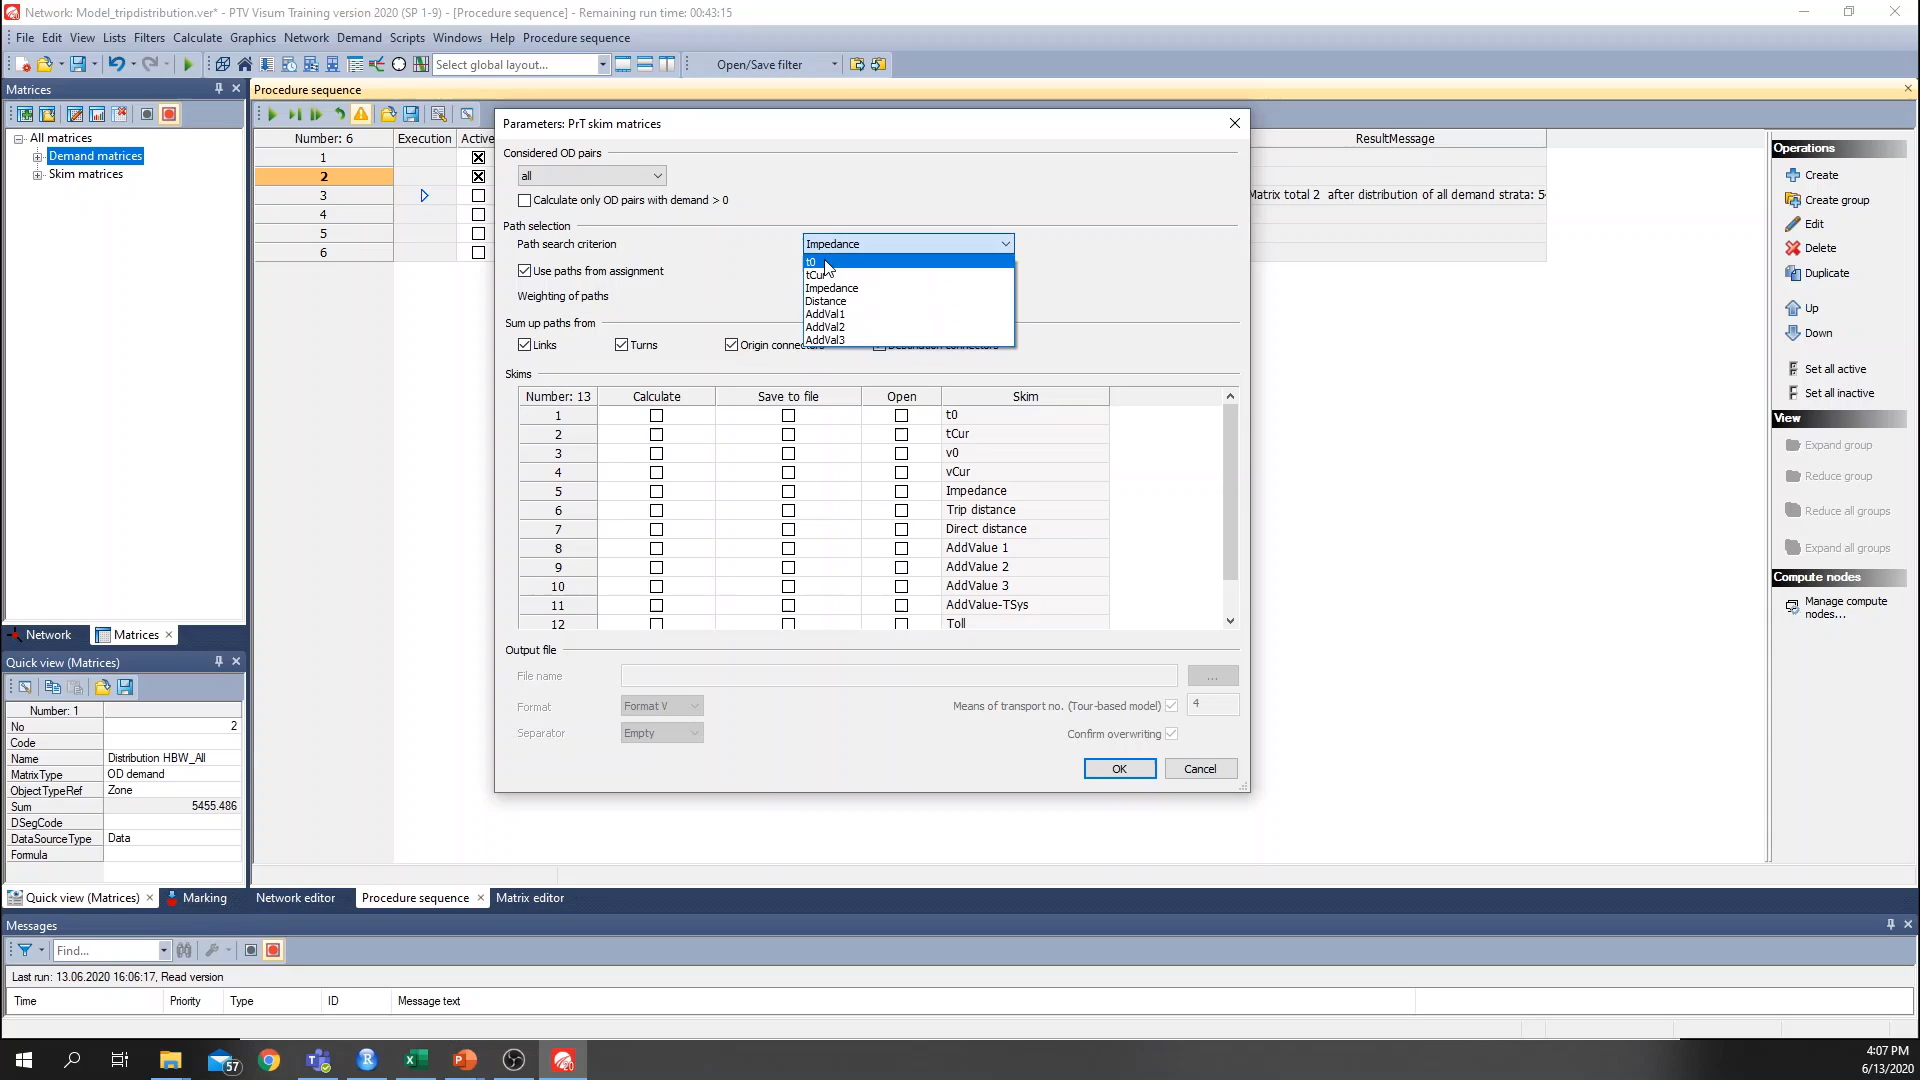 Network: Model_tripdistribution.ver* - PTV Visum Training version 2020 (SP 1-9) - [Procedure sequence] - Remaining run time: 00:43:15
File Edit View Lists Filters Calculate Graphics Network Demand Scripts Windows Help Procedure sequence
Select global layout... Open/Save filter
Matrices
All matrices
Demand matrices
Skim matrices
Procedure sequence
Number: 6 Execution Active ResultMessage
1
2
3 Matrix total 2 after distribution of all demand strata: 5
4
5
6
Parameters: PrT skim matrices
Considered OD pairs
all
Calculate only OD pairs with demand > 0
Path selection
Path search criterion Impedance
t0
tCur
Impedance
Distance
AddVal1
AddVal2
AddVal3
Use paths from assignment
Weighting of paths
Sum up paths from
Links Turns Origin connectors Destination connectors
Skims
Number: 13 Calculate Save to file Open Skim
1 t0
2 tCur
3 v0
4 vCur
5 Impedance
6 Trip distance
7 Direct distance
8 AddValue 1
9 AddValue 2
10 AddValue 3
11 AddValue-TSys
12 Toll
Output file
File name ...
Format Format V Means of transport no. (Tour-based model) 4
Separator Empty Confirm overwriting
OK Cancel
Operations
Create
Create group
Edit
Delete
Duplicate
Up
Down
Set all active
Set all inactive
View
Expand group
Reduce group
Reduce all groups
Expand all groups
Compute nodes
Manage compute
nodes...
Network Matrices
Quick view (Matrices)
Number: 1
No 2
Code
Name Distribution HBW_All
MatrixType OD demand
ObjectTypeRef Zone
Sum 5455.486
DSegCode
DataSourceType Data
Formula
Quick view (Matrices) Marking Network editor Procedure sequence Matrix editor
Messages
Find...
Last run: 13.06.2020 16:06:17, Read version
Time Priority Type ID Message text
57
4:07 PM
6/13/2020